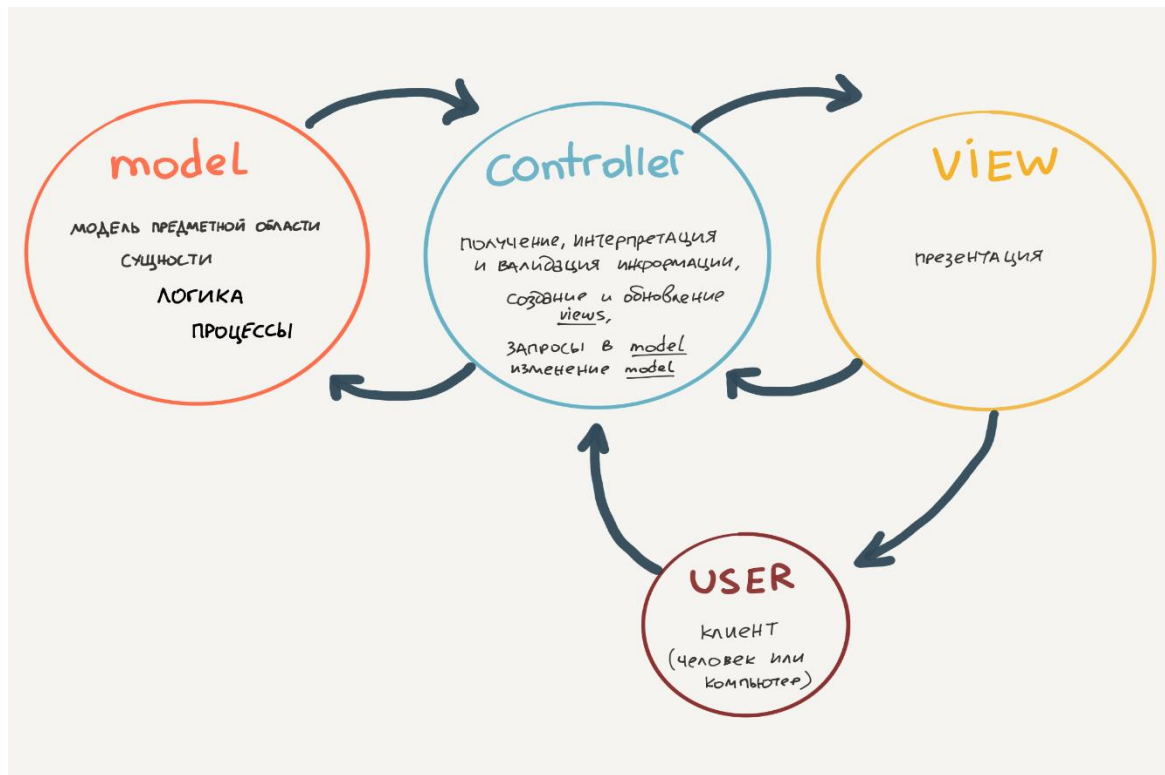 model
МОДЕЛЬ ПРЕДМЕТНОЙ ОБЛАСТИ
СУЩНОСТИ
ЛОГИКА
ПРОЦЕССЫ
controller
ПОЛУЧЕНИЕ, ИНТЕРПРЕТАЦИЯ
И ВАЛИДАЦИЯ ИНФОРМАЦИИ,
СОЗДАНИЕ И ОБНОВЛЕНИЕ
views,
ЗАПРОСЫ В model
ИЗМЕНЕНИЕ model
VIEW
ПРЕЗЕНТАЦИЯ
USER
КЛИЕНТ
(ЧЕЛОВЕК ИЛИ
КОМПЬЮТЕР)